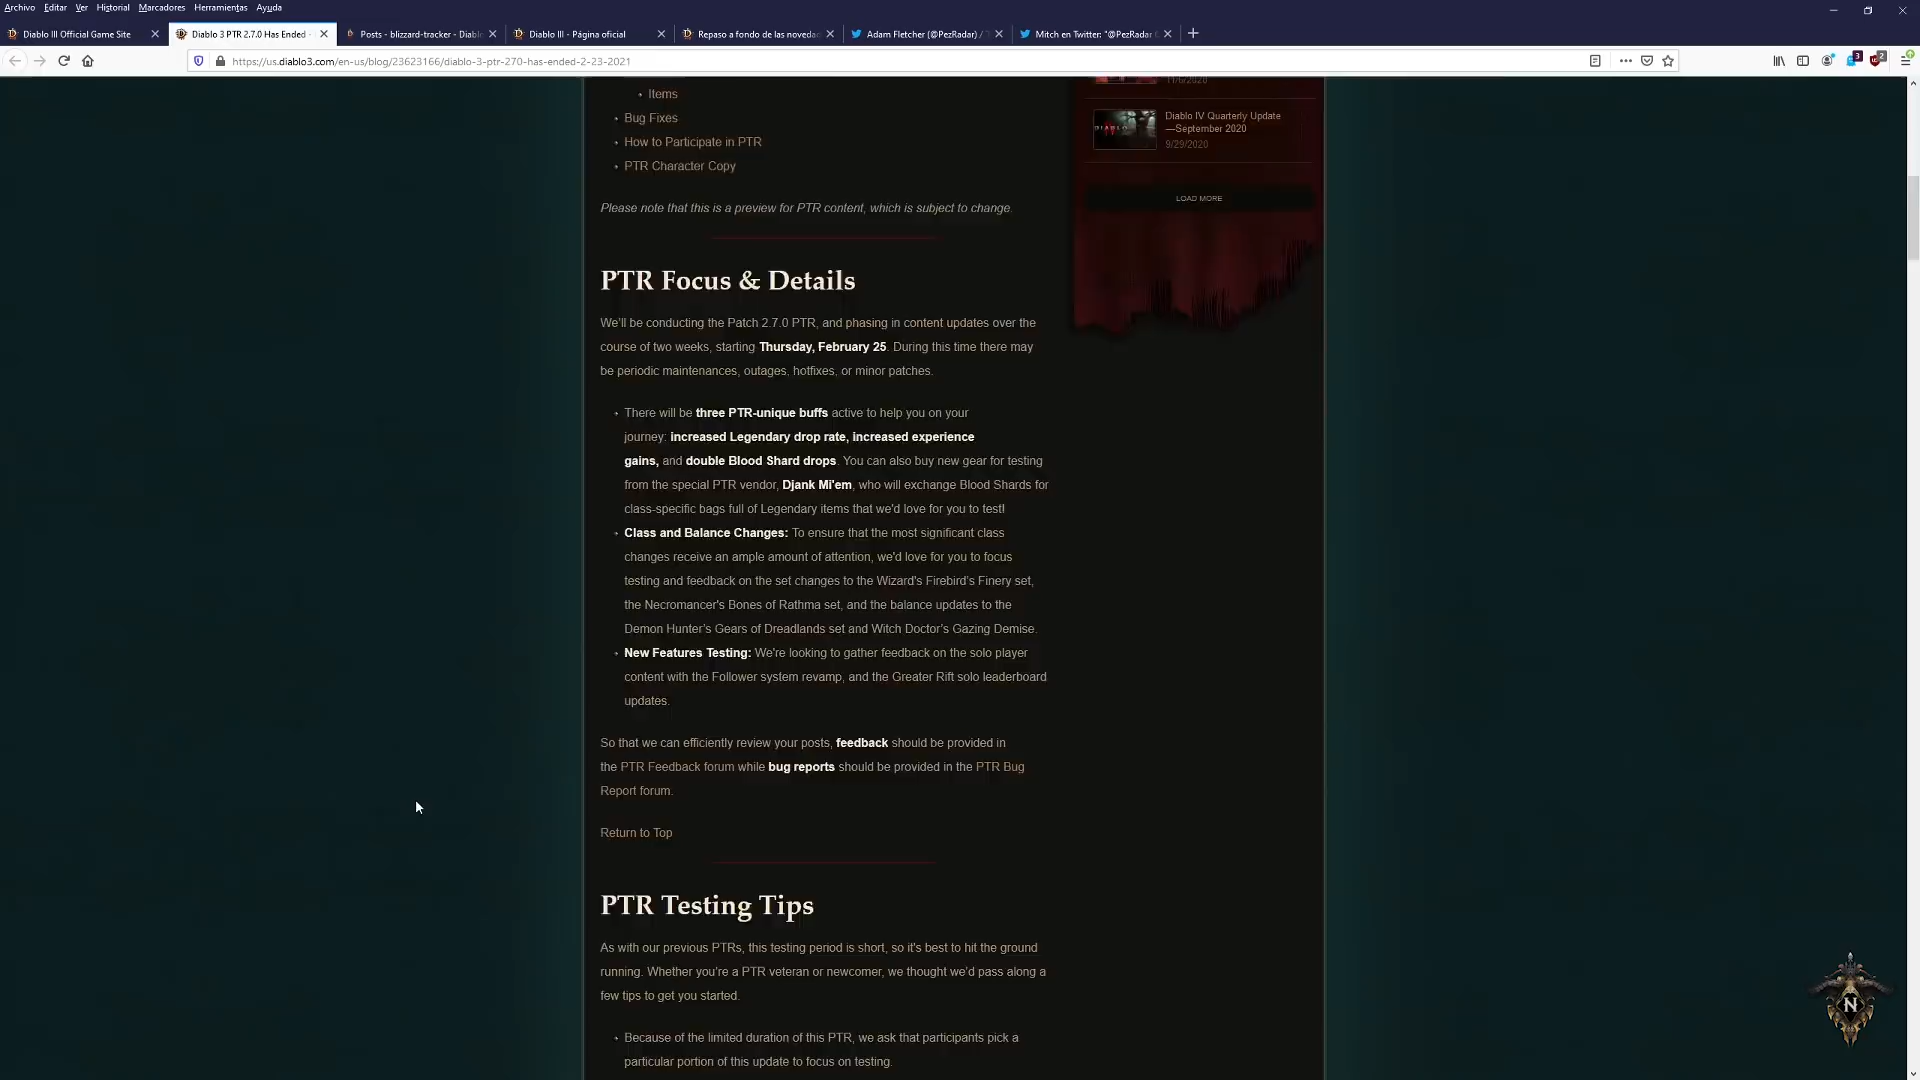 Archivo Editar Ver Historial Marcadores Herramientas Ayuda
Diablo III Official Game Site
Diablo 3 PTR 2.7.0 Has Ended -
Posts - blizzard-tracker - Diablo
Diablo III - Página oficial
Repaso a fondo de las novedad
Adam Fletcher (@PezRadar) / T
Mitch en Twitter: "@PezRadar
https://us.diablo3.com/en-us/blog/23623166/diablo-3-ptr-270-has-ended-2-23-2021
3
2
Items
Bug Fixes
How to Participate in PTR
PTR Character Copy
Please note that this is a preview for PTR content, which is subject to change.
11/6/2020
Diablo IV Quarterly Update
—September 2020
9/29/2020
LOAD MORE
PTR Focus & Details
We'll be conducting the Patch 2.7.0 PTR, and phasing in content updates over the
course of two weeks, starting Thursday, February 25. During this time there may
be periodic maintenances, outages, hotfixes, or minor patches.
There will be three PTR-unique buffs active to help you on your
journey: increased Legendary drop rate, increased experience
gains, and double Blood Shard drops. You can also buy new gear for testing
from the special PTR vendor, Djank Mi'em, who will exchange Blood Shards for
class-specific bags full of Legendary items that we'd love for you to test!
Class and Balance Changes: To ensure that the most significant class
changes receive an ample amount of attention, we'd love for you to focus
testing and feedback on the set changes to the Wizard's Firebird's Finery set,
the Necromancer's Bones of Rathma set, and the balance updates to the
Demon Hunter's Gears of Dreadlands set and Witch Doctor's Gazing Demise.
New Features Testing: We're looking to gather feedback on the solo player
content with the Follower system revamp, and the Greater Rift solo leaderboard
updates.
So that we can efficiently review your posts, feedback should be provided in
the PTR Feedback forum while bug reports should be provided in the PTR Bug
Report forum.
Return to Top
PTR Testing Tips
As with our previous PTRs, this testing period is short, so it's best to hit the ground
running. Whether you're a PTR veteran or newcomer, we thought we'd pass along a
few tips to get you started.
Because of the limited duration of this PTR, we ask that participants pick a
particular portion of this update to focus on testing.
N